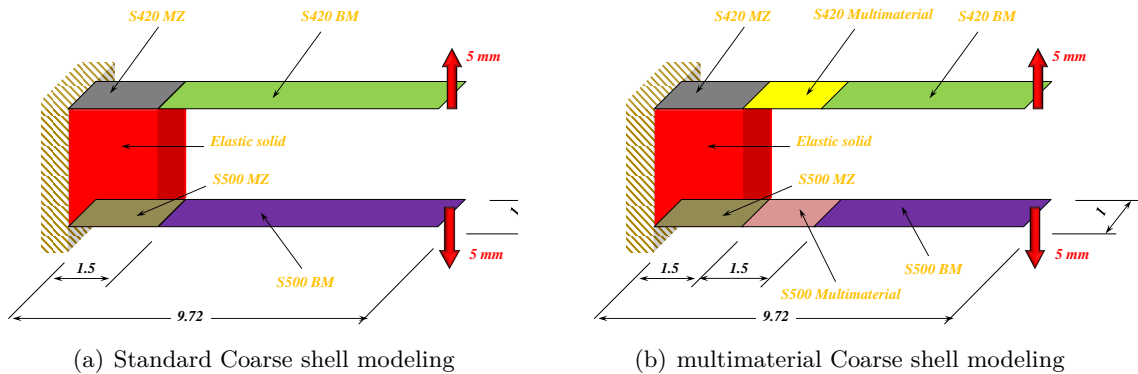 S420 MZ
S420 BM
5 mm
Elastic solid
S500 MZ
1
5 mm
1.5
S500 BM
9.72
(a) Standard Coarse shell modeling
S420 MZ
S420 Multimaterial
S420 BM
5 mm
Elastic solid
S500 MZ
1
5 mm
1.5
1.5
S500 BM
S500 Multimaterial
9.72
(b) multimaterial Coarse shell modeling